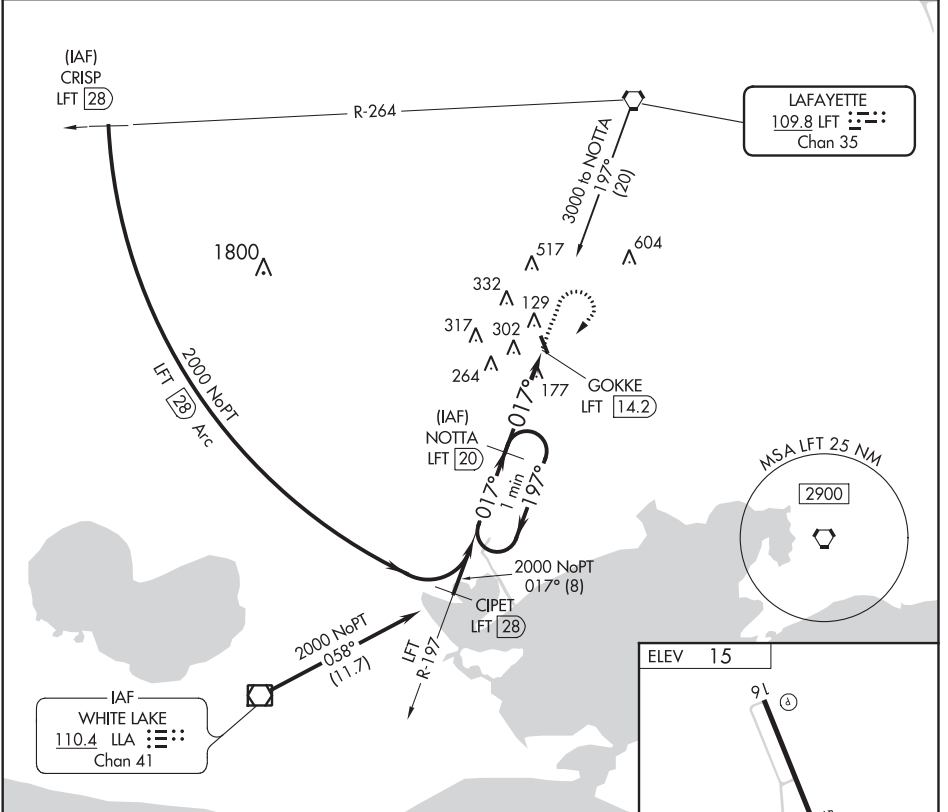 (IAF)
CRISP
LFT 28
R-264
LAFAYETTE
109.8 LFT
Chan 35
3000 to NOTTA
197°
(20)
1800
517
604
332
129
317
302
264
177
GOKKE
LFT 14.2
2000 NoPT
LFT 28 Arc
017°
(IAF)
NOTTA
LFT 20
017°
1 min
197°
MSA LFT 25 NM
2900
2000 NoPT
017° (8)
CIPET
LFT 28
2000 NoPT
058°
(11.7)
LFT
R-197
IAF
WHITE LAKE
110.4 LLA
Chan 41
ELEV 15
16
P